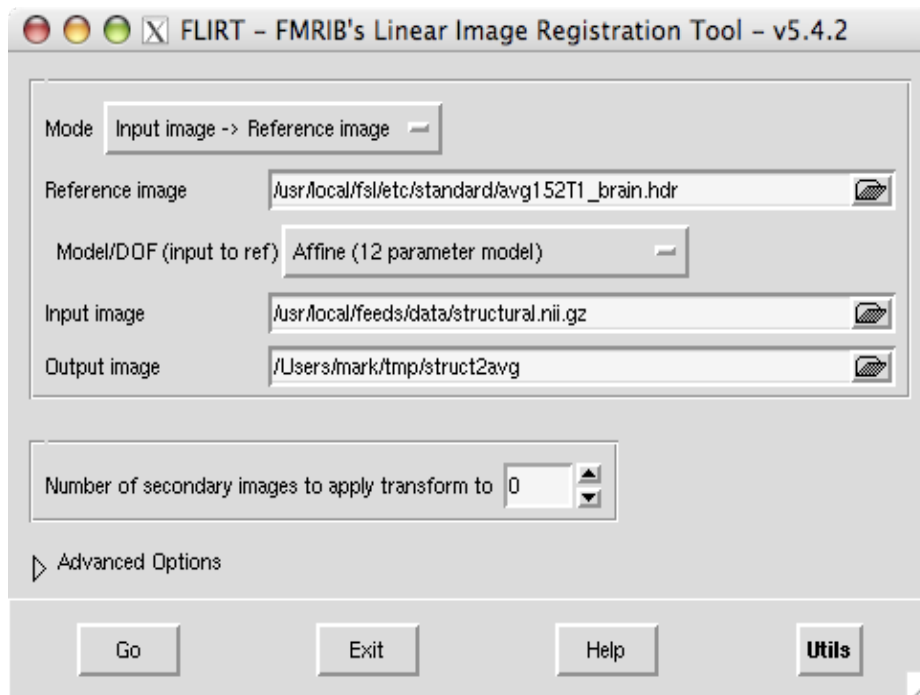 X FLIRT - FMRIB's Linear Image Registration Tool - v5.4.2
Mode Input image -> Reference image
Reference image /usr/local/fsl/etc/standard/avg152T1_brain.hdr
Model/DOF (input to ref) Affine (12 parameter model)
Input image /usr/local/feeds/data/structural.nii.gz
Output image /Users/mark/tmp/struct2avg
Number of secondary images to apply transform to 0
Advanced Options
Go Exit Help Utils